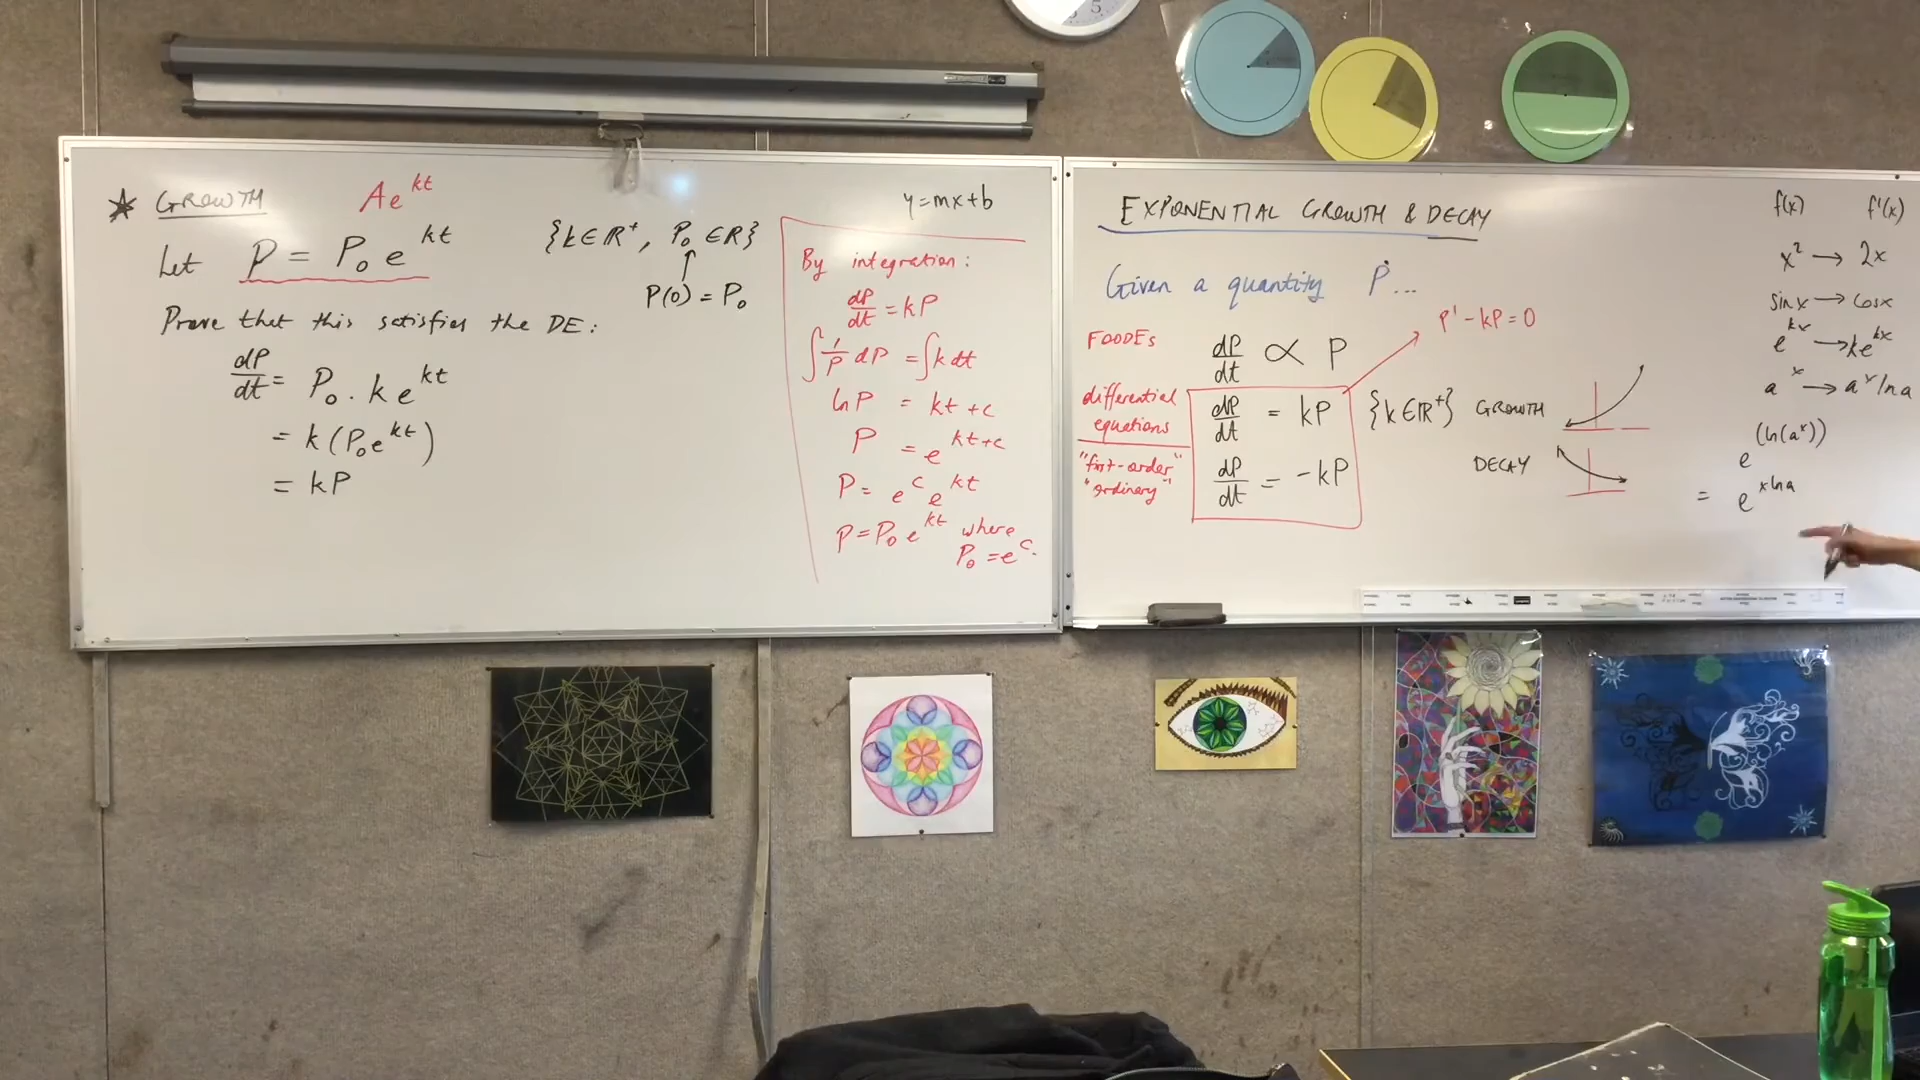 ★ GROWTH
Ae^{kt}
Let P = P₀e^{kt}
{k∈ℝ⁺, P₀∈ℝ}
↑
P(0) = P₀
Prove that this satisfies the DE:
dP/dt = P₀ . k e^{kt}
= k(P₀e^{kt})
= kP
y=mx+b
By integration:
dP/dt = kP
∫ 1/P dP = ∫ k dt
ln P = kt + c
P = e^{kt+c}
P = e^c e^{kt}
P = P₀e^{kt} where
P₀ = e^c.
EXPONENTIAL GROWTH & DECAY
Given a quantity P...
FOODEs
differential
equations
"first-order"
"ordinary"
dP/dt ∝ P
dP/dt = kP {k∈ℝ⁺} GROWTH
dP/dt = -kP DECAY
P' - kP = 0
f(x) f'(x)
x² → 2x
sinx → cosx
e^{kx} → ke^{kx}
a^x → a^x ln a
e^{(ln(a^x))}
= e^{x ln a}
5